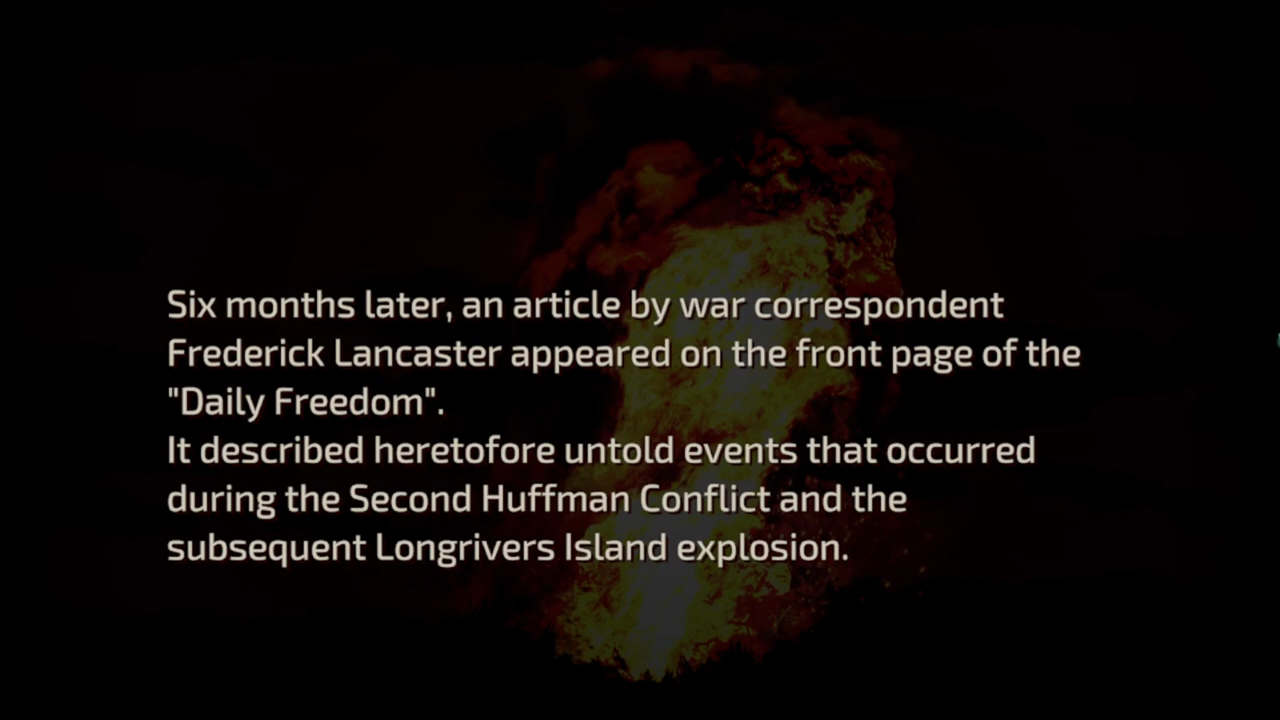 Six months later, an article by war correspondent
Frederick Lancaster appeared on the front page of the
"Daily Freedom".
It described heretofore untold events that occurred
during the Second Huffman Conflict and the
subsequent Longrivers Island explosion.